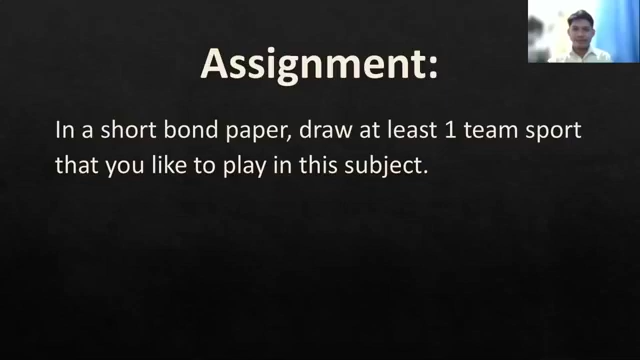 Assignment:
In a short bond paper, draw at least 1 team sport
that you like to play in this subject.